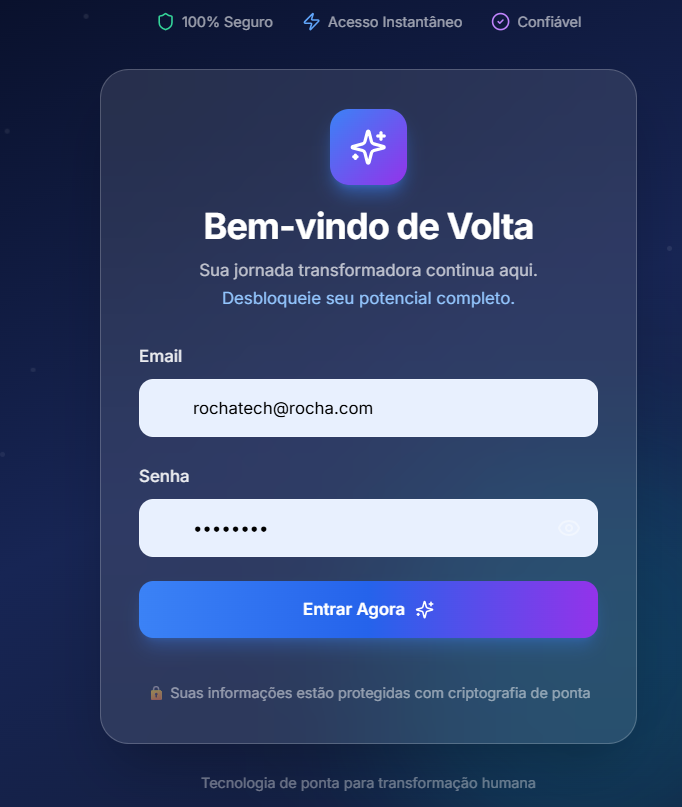 100% Seguro Acesso Instantâneo Confiável
Bem-vindo de Volta
Sua jornada transformadora continua aqui.
Desbloqueie seu potencial completo.
Email
rochatech@rocha.com
Senha
••••••••
Entrar Agora
🔒 Suas informações estão protegidas com criptografia de ponta
Tecnologia de ponta para transformação humana